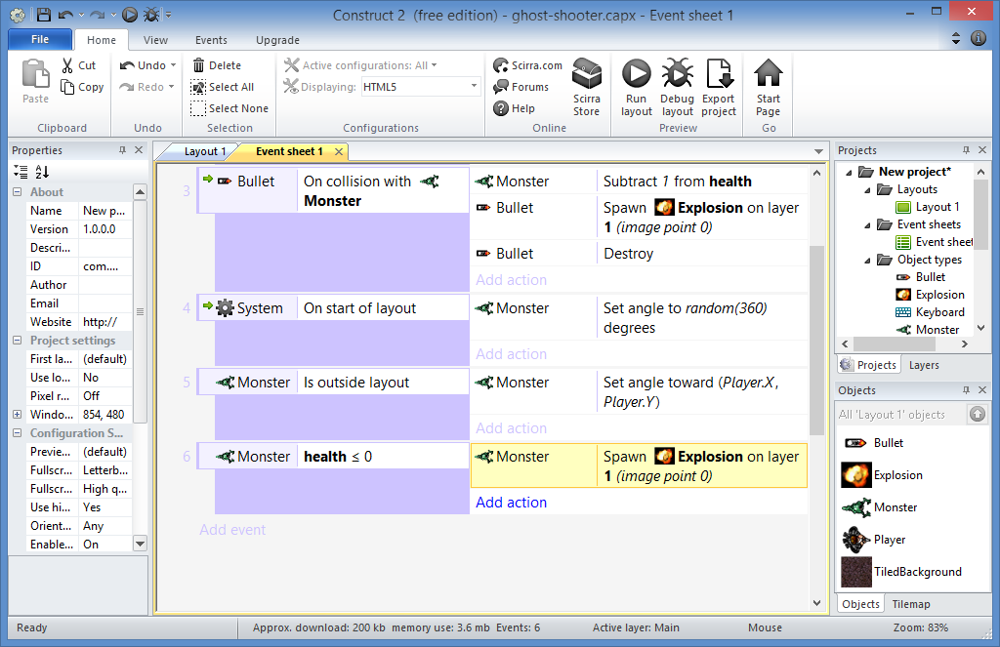 Construct 2  (free edition) - ghost-shooter.capx - Event sheet 1
File Home View Events Upgrade
Paste Cut Copy Clipboard
Undo Redo Undo
Delete Select All Select None Selection
Active configurations: All
Displaying: HTML5
Configurations
Scirra.com Forums Help Scirra Store Online
Run layout Debug layout Export project Preview
Start Page Go
Properties
About
Name New p...
Version 1.0.0.0
Descri...
ID com....
Author
Email
Website http://
Project settings
First la... (default)
Use lo... No
Pixel r... Off
Windo... 854, 480
Configuration S...
Previe... (default)
Fullscr... Letterb...
Fullscr... High q...
Use hi... Yes
Orient... Any
Enable... On
Layout 1 Event sheet 1
3 Bullet On collision with Monster
Monster Subtract 1 from health
Bullet Spawn Explosion on layer
1 (image point 0)
Bullet Destroy
Add action
4 System On start of layout Monster Set angle to random(360)
degrees
Add action
5 Monster Is outside layout Monster Set angle toward (Player.X,
Player.Y)
Add action
6 Monster health ≤ 0 Monster Spawn Explosion on layer
1 (image point 0)
Add action
Add event
Projects
New project*
Layouts
Layout 1
Event sheets
Event sheet
Object types
Bullet
Explosion
Keyboard
Monster
Projects Layers
Objects
All 'Layout 1' objects
Bullet
Explosion
Monster
Player
TiledBackground
Objects Tilemap
Ready Approx. download: 200 kb  memory use: 3.6 mb Events: 6 Active layer: Main Mouse Zoom: 83%